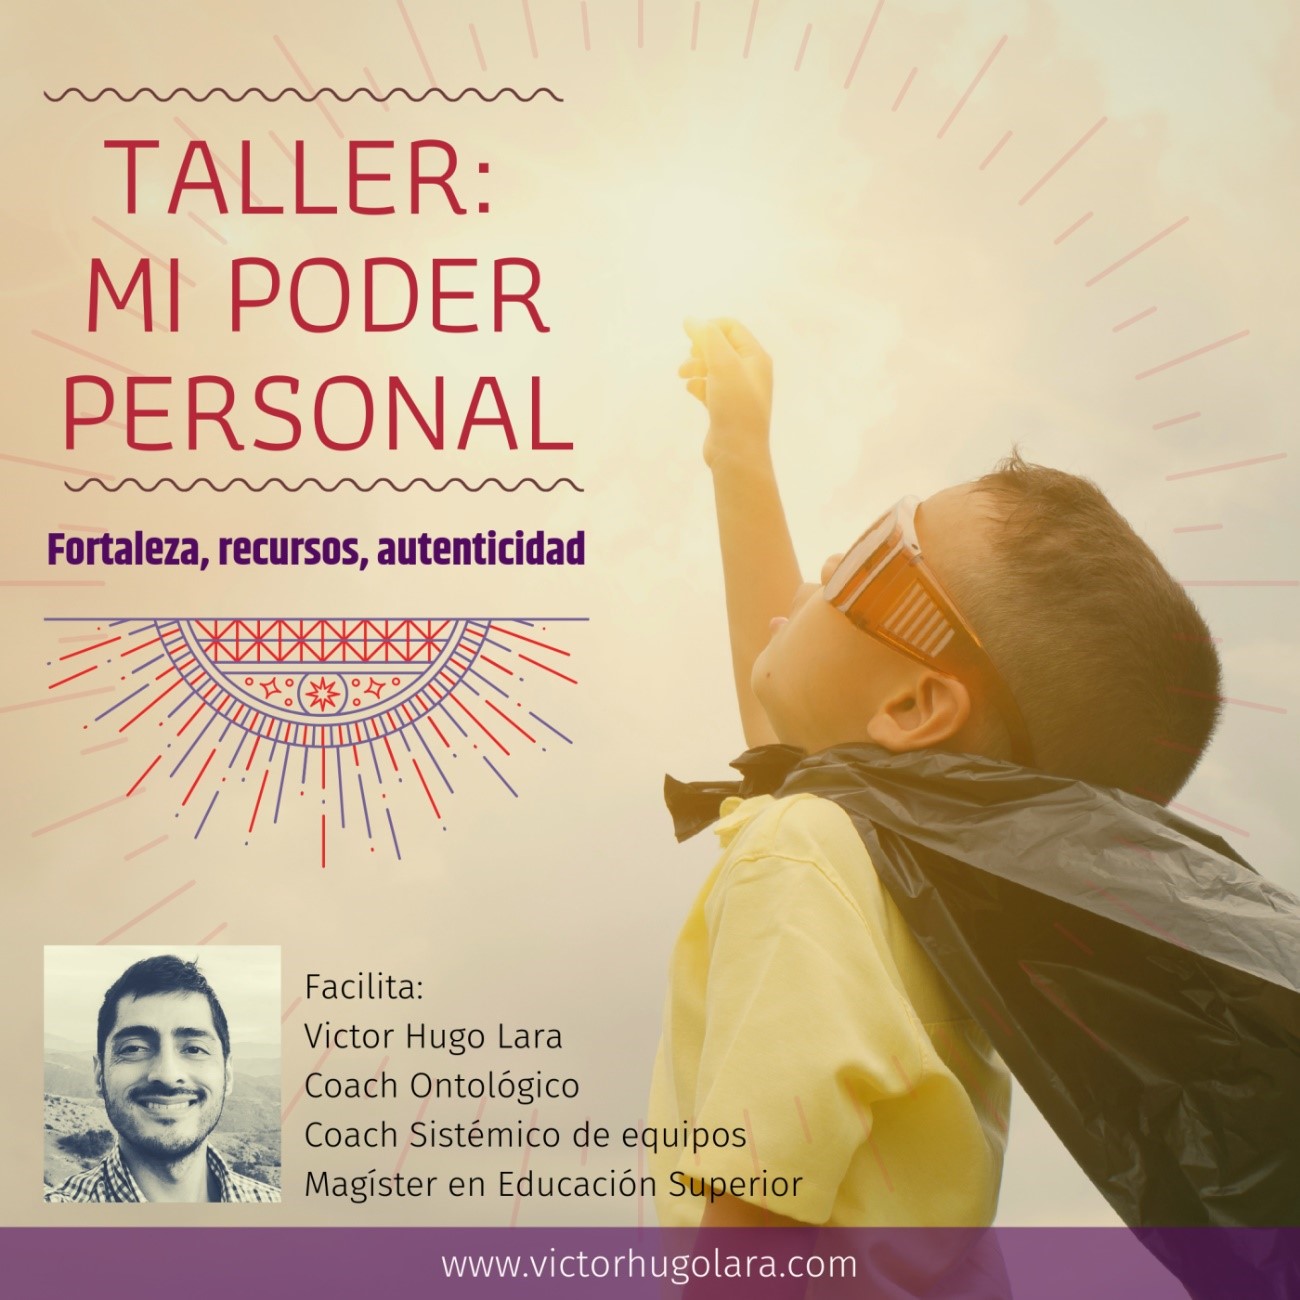 TALLER:
MI PODER
PERSONAL
Fortaleza, recursos, autenticidad
Facilita:
Victor Hugo Lara
Coach Ontológico
Coach Sistémico de equipos
Magíster en Educación Superior
www.victorhugolara.com